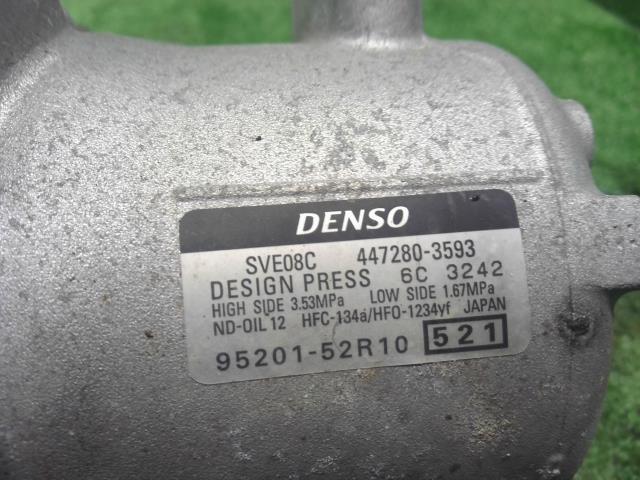 DENSO
SVE08C 447280-3593
DESIGN PRESS 6C 3242
HIGH SIDE 3.53MPa LOW SIDE 1.67MPa
ND-OIL 12 HFC-134a/HFO-1234yf JAPAN
95201-52R10 521